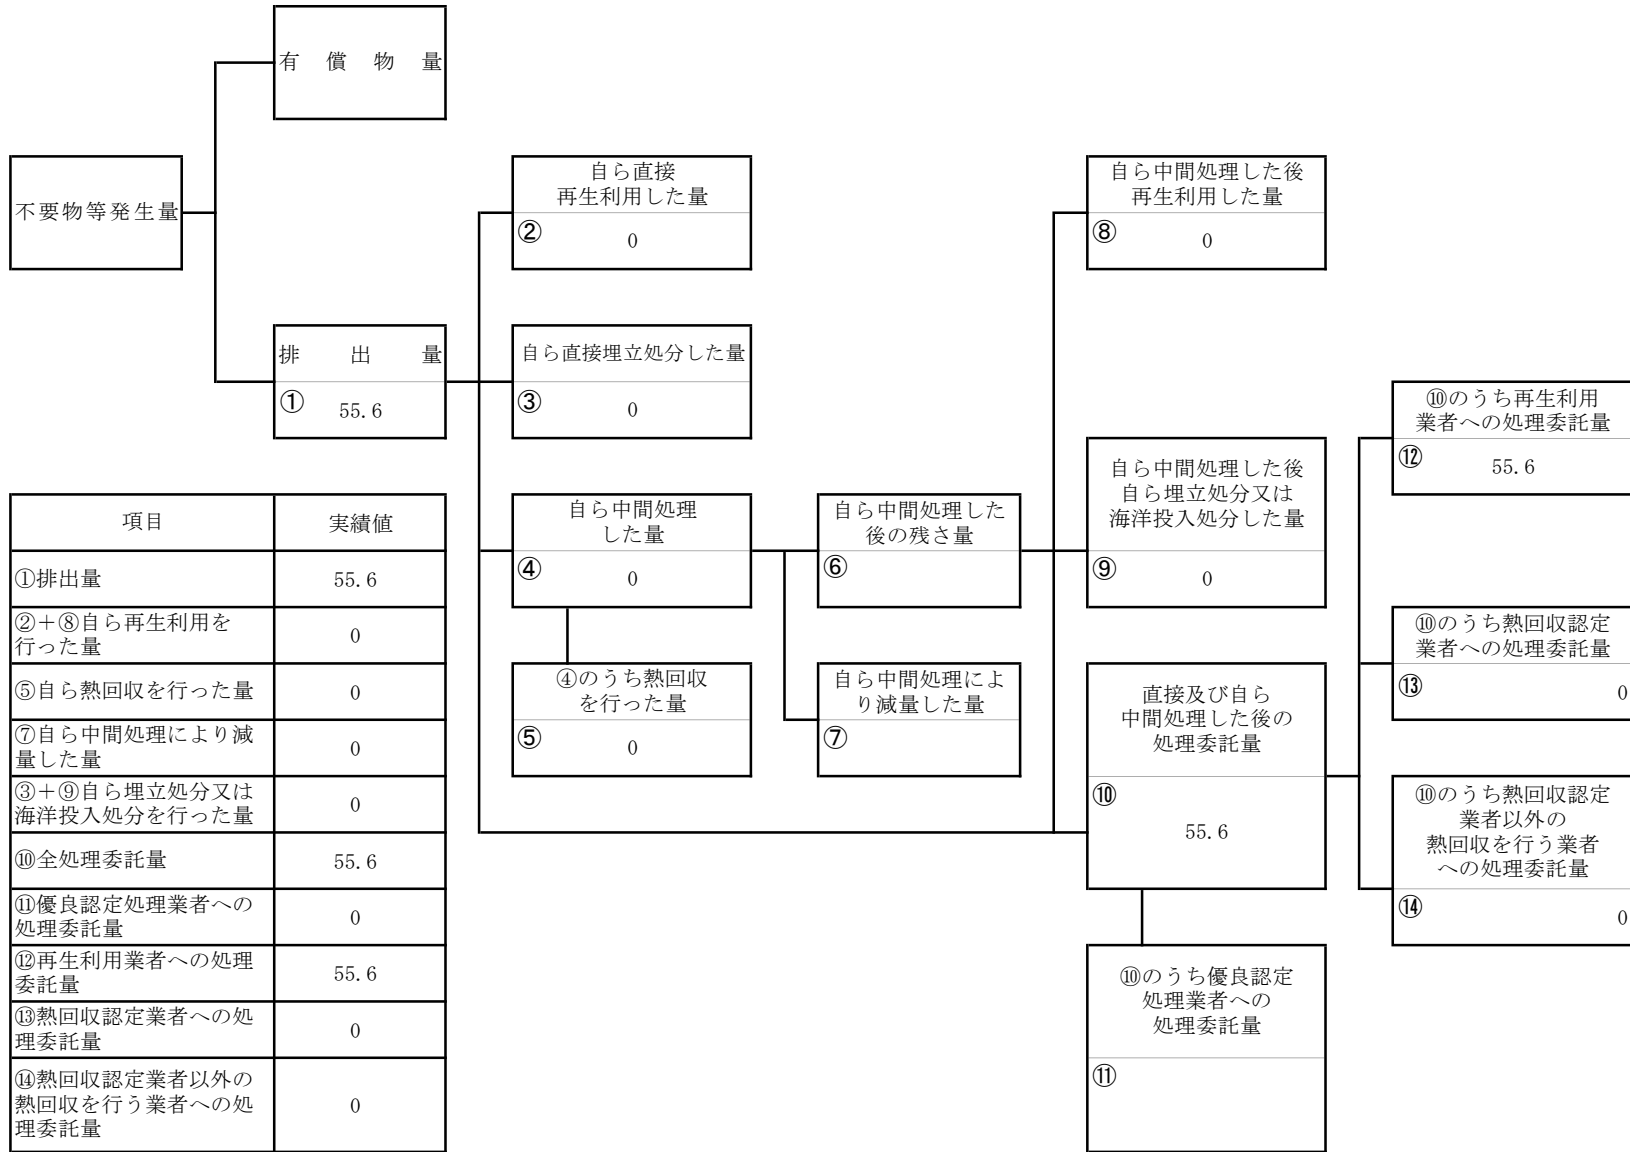 有償物量
不要物等発生量
排出量
① 55.6
自ら直接
再生利用した量
② 0
自ら直接埋立処分した量
③ 0
自ら中間処理
した量
④ 0
④のうち熱回収
を行った量
⑤ 0
自ら中間処理した
後の残さ量
⑥
自ら中間処理によ
り減量した量
⑦
自ら中間処理した後
再生利用した量
⑧ 0
自ら中間処理した後
自ら埋立処分又は
海洋投入処分した量
⑨ 0
直接及び自ら
中間処理した後の
処理委託量
⑩
55.6
⑩のうち優良認定
処理業者への
処理委託量
⑪
⑩のうち再生利用
業者への処理委託量
⑫ 55.6
⑩のうち熱回収認定
業者への処理委託量
⑬ 0
⑩のうち熱回収認定
業者以外の
熱回収を行う業者
への処理委託量
⑭ 0
項目 実績値
①排出量 55.6
②+⑧自ら再生利用を
行った量 0
⑤自ら熱回収を行った量 0
⑦自ら中間処理により減
量した量 0
③+⑨自ら埋立処分又は
海洋投入処分を行った量 0
⑩全処理委託量 55.6
⑪優良認定処理業者への
処理委託量 0
⑫再生利用業者への処理
委託量 55.6
⑬熱回収認定業者への処
理委託量 0
⑭熱回収認定業者以外の
熱回収を行う業者への処
理委託量 0